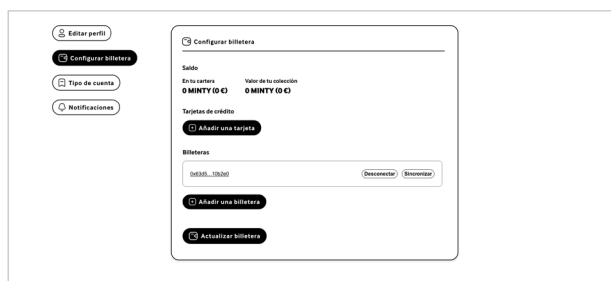 Editar perfil
Configurar billetera
Tipo de cuenta
Notificaciones
Configurar billetera
Saldo
En tu cartera Valor de tu colección
0 MINTY (0 €) 0 MINTY (0 €)
Tarjetas de crédito
Añadir una tarjeta
Billeteras
0x63d5...10b2e0 Desconectar Sincronizar
Añadir una billetera
Actualizar billetera